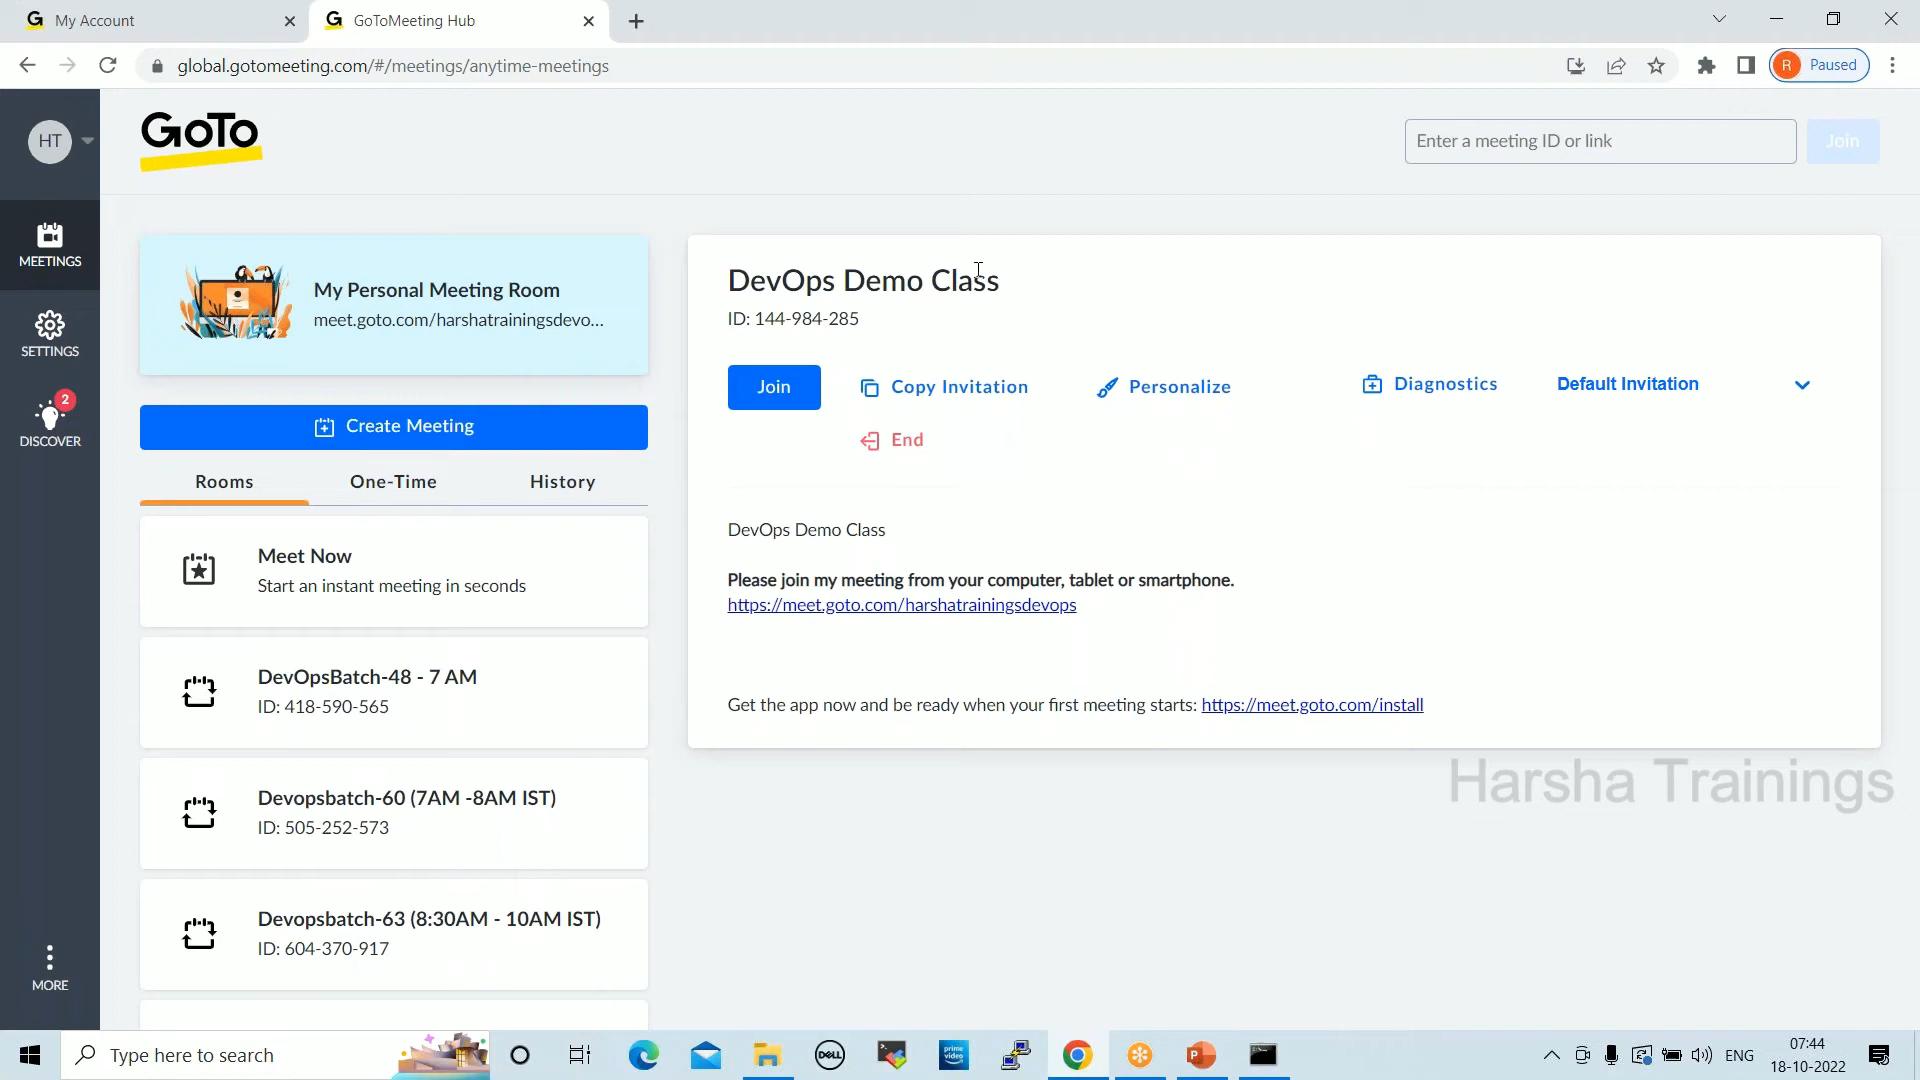 My Account
GoToMeeting Hub
global.gotomeeting.com/#/meetings/anytime-meetings
R Paused
HT
GoTo
Enter a meeting ID or link
Join
MEETINGS
SETTINGS
2
DISCOVER
MORE
My Personal Meeting Room
meet.goto.com/harshatrainingsdevo...
Create Meeting
Rooms One-Time History
Meet Now
Start an instant meeting in seconds
DevOpsBatch-48 - 7 AM
ID: 418-590-565
Devopsbatch-60 (7AM -8AM IST)
ID: 505-252-573
Devopsbatch-63 (8:30AM - 10AM IST)
ID: 604-370-917
DevOps Demo Class
ID: 144-984-285
Join Copy Invitation Personalize Diagnostics Default Invitation
End
DevOps Demo Class
Please join my meeting from your computer, tablet or smartphone.
https://meet.goto.com/harshatrainingsdevops
Get the app now and be ready when your first meeting starts: https://meet.goto.com/install
Harsha Trainings
Type here to search
DELL
prime video
P
ENG
07:44
18-10-2022